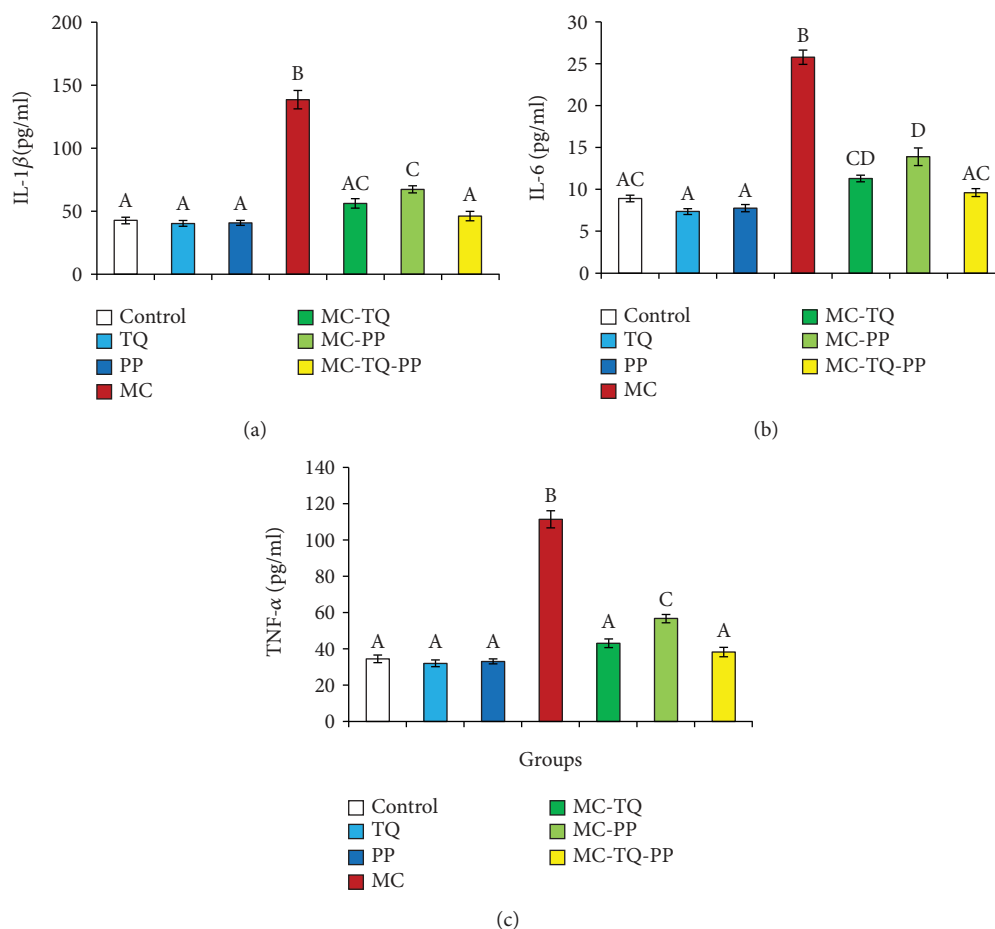 200
150
100
50
0
IL-1β(pg/ml)
A
A
A
B
AC
C
A
Control
TQ
PP
MC
MC-TQ
MC-PP
MC-TQ-PP
(a)
30
25
20
15
10
5
0
IL-6 (pg/ml)
AC
A
A
B
CD
D
AC
Control
TQ
PP
MC
MC-TQ
MC-PP
MC-TQ-PP
(b)
140
120
100
80
60
40
20
0
TNF-α (pg/ml)
A
A
A
B
A
C
A
Groups
Control
TQ
PP
MC
MC-TQ
MC-PP
MC-TQ-PP
(c)